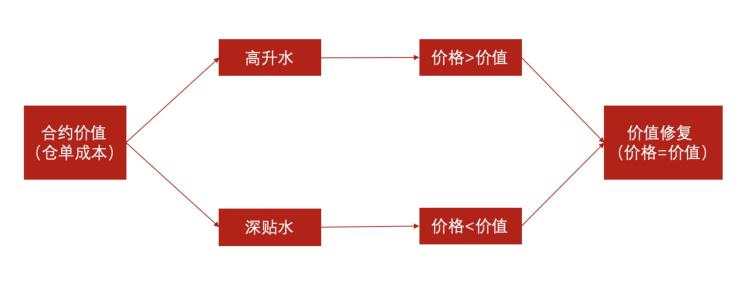 合约价值
（仓单成本）
高升水
价格>价值
深贴水
价格<价值
价值修复
（价格=价值）